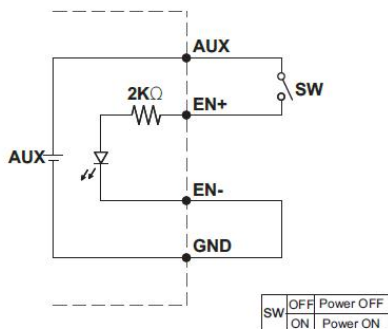 AUX
2KΩ
EN+
SW
AUX
EN-
GND
SW OFF Power OFF
ON Power ON